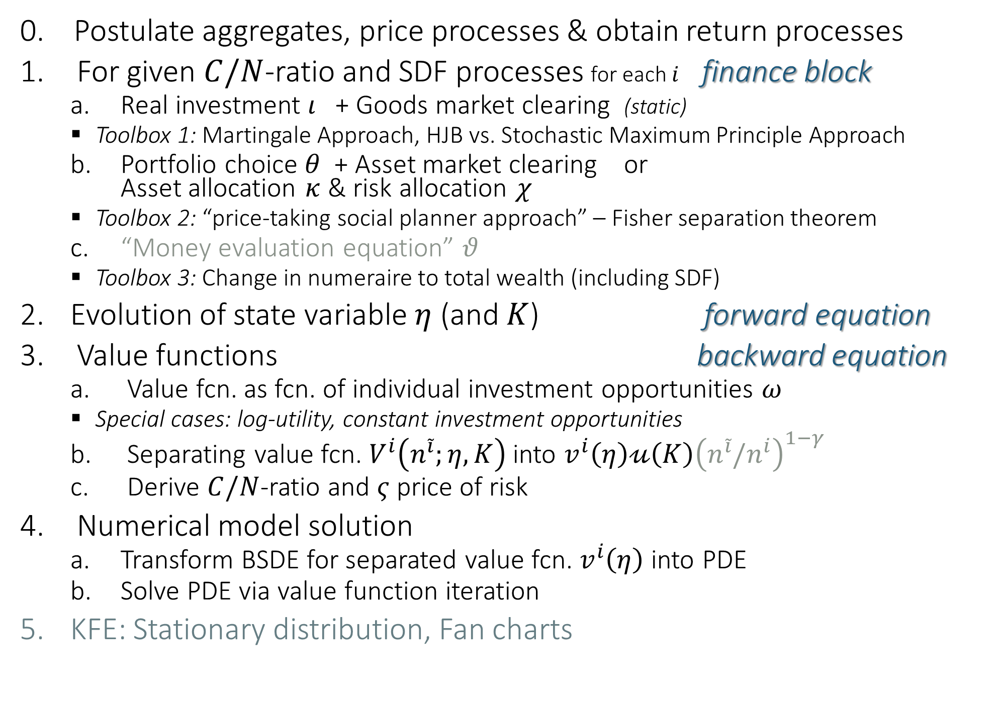 0. Postulate aggregates, price processes & obtain return processes
1. For given C/N-ratio and SDF processes for each i finance block
a. Real investment ι + Goods market clearing (static)
▪ Toolbox 1: Martingale Approach, HJB vs. Stochastic Maximum Principle Approach
b. Portfolio choice θ + Asset market clearing or
Asset allocation κ & risk allocation χ
▪ Toolbox 2: “price-taking social planner approach” – Fisher separation theorem
c. “Money evaluation equation” ϑ
▪ Toolbox 3: Change in numeraire to total wealth (including SDF)
2. Evolution of state variable η (and K) forward equation
3. Value functions backward equation
a. Value fcn. as fcn. of individual investment opportunities ω
▪ Special cases: log-utility, constant investment opportunities
b. Separating value fcn. V^i(n^ĩ; η, K) into v^i(η)u(K)(n^ĩ/n^i)^{1−γ}
c. Derive C/N-ratio and ς price of risk
4. Numerical model solution
a. Transform BSDE for separated value fcn. v^i(η) into PDE
b. Solve PDE via value function iteration
5. KFE: Stationary distribution, Fan charts